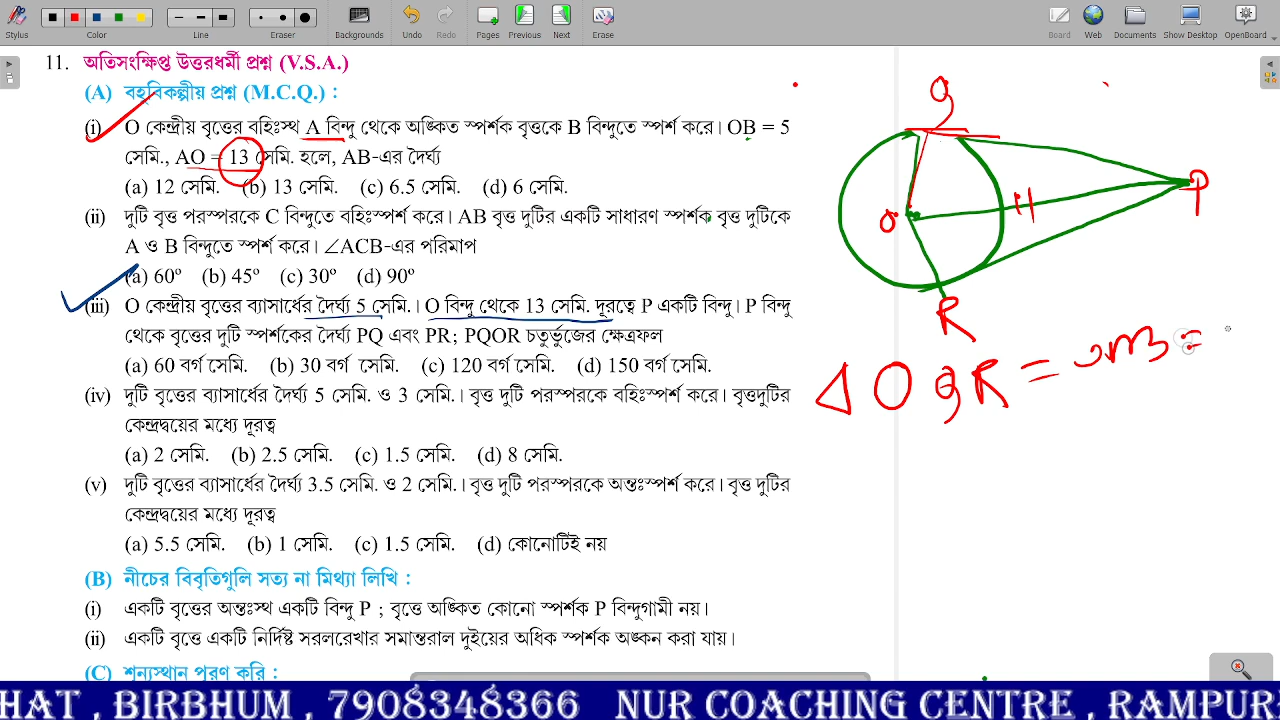 Stylus Color Line Eraser Backgrounds Undo Redo Pages Previous Next Erase Board Web Documents Show Desktop OpenBoard
11. অতিসংক্ষিপ্ত উত্তরধর্মী প্রশ্ন (V.S.A.)
(A) বহুবিকল্পীয় প্রশ্ন (M.C.Q.) :
(i) O কেন্দ্রীয় বৃত্তের বহিঃস্থ A বিন্দু থেকে অঙ্কিত স্পর্শক বৃত্তকে B বিন্দুতে স্পর্শ করে। OB = 5
সেমি., AO = 13 সেমি. হলে, AB-এর দৈর্ঘ্য
(a) 12 সেমি. (b) 13 সেমি. (c) 6.5 সেমি. (d) 6 সেমি.
(ii) দুটি বৃত্ত পরস্পরকে C বিন্দুতে বহিঃস্পর্শ করে। AB বৃত্ত দুটির একটি সাধারণ স্পর্শক বৃত্ত দুটিকে
A ও B বিন্দুতে স্পর্শ করে। ∠ACB-এর পরিমাপ
(a) 60º (b) 45º (c) 30º (d) 90º
(iii) O কেন্দ্রীয় বৃত্তের ব্যাসার্ধের দৈর্ঘ্য 5 সেমি.। O বিন্দু থেকে 13 সেমি. দূরত্বে P একটি বিন্দু। P বিন্দু
থেকে বৃত্তের দুটি স্পর্শকের দৈর্ঘ্য PQ এবং PR; PQOR চতুর্ভুজের ক্ষেত্রফল
(a) 60 বর্গ সেমি. (b) 30 বর্গ সেমি. (c) 120 বর্গ সেমি. (d) 150 বর্গ সেমি.
(iv) দুটি বৃত্তের ব্যাসার্ধের দৈর্ঘ্য 5 সেমি. ও 3 সেমি.। বৃত্ত দুটি পরস্পরকে বহিঃস্পর্শ করে। বৃত্তদুটির
কেন্দ্রদ্বয়ের মধ্যে দূরত্ব
(a) 2 সেমি. (b) 2.5 সেমি. (c) 1.5 সেমি. (d) 8 সেমি.
(v) দুটি বৃত্তের ব্যাসার্ধের দৈর্ঘ্য 3.5 সেমি. ও 2 সেমি.। বৃত্ত দুটি পরস্পরকে অন্তঃস্পর্শ করে। বৃত্ত দুটির
কেন্দ্রদ্বয়ের মধ্যে দূরত্ব
(a) 5.5 সেমি. (b) 1 সেমি. (c) 1.5 সেমি. (d) কোনোটিই নয়
(B) নীচের বিবৃতিগুলি সত্য না মিথ্যা লিখি :
(i) একটি বৃত্তের অন্তঃস্থ একটি বিন্দু P ; বৃত্তে অঙ্কিত কোনো স্পর্শক P বিন্দুগামী নয়।
(ii) একটি বৃত্তে একটি নির্দিষ্ট সরলরেখার সমান্তরাল দুইয়ের অধিক স্পর্শক অঙ্কন করা যায়।
(C) শূন্যস্থান পূরণ করি :
Q
O
P
R
Δ O Q R =
HAT , BIRBHUM , 7908348366 NUR COACHING CENTRE , RAMPUR